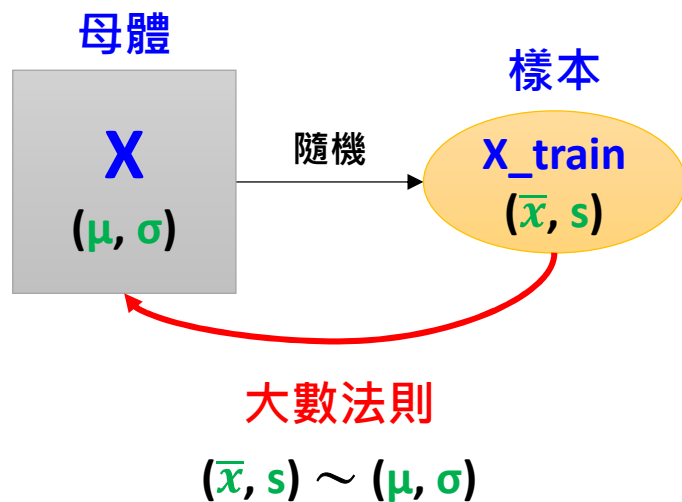 母體
樣本
X
(μ, σ)
隨機
X_train
(x̅, s)
大數法則
(x̅, s) ～ (μ, σ)